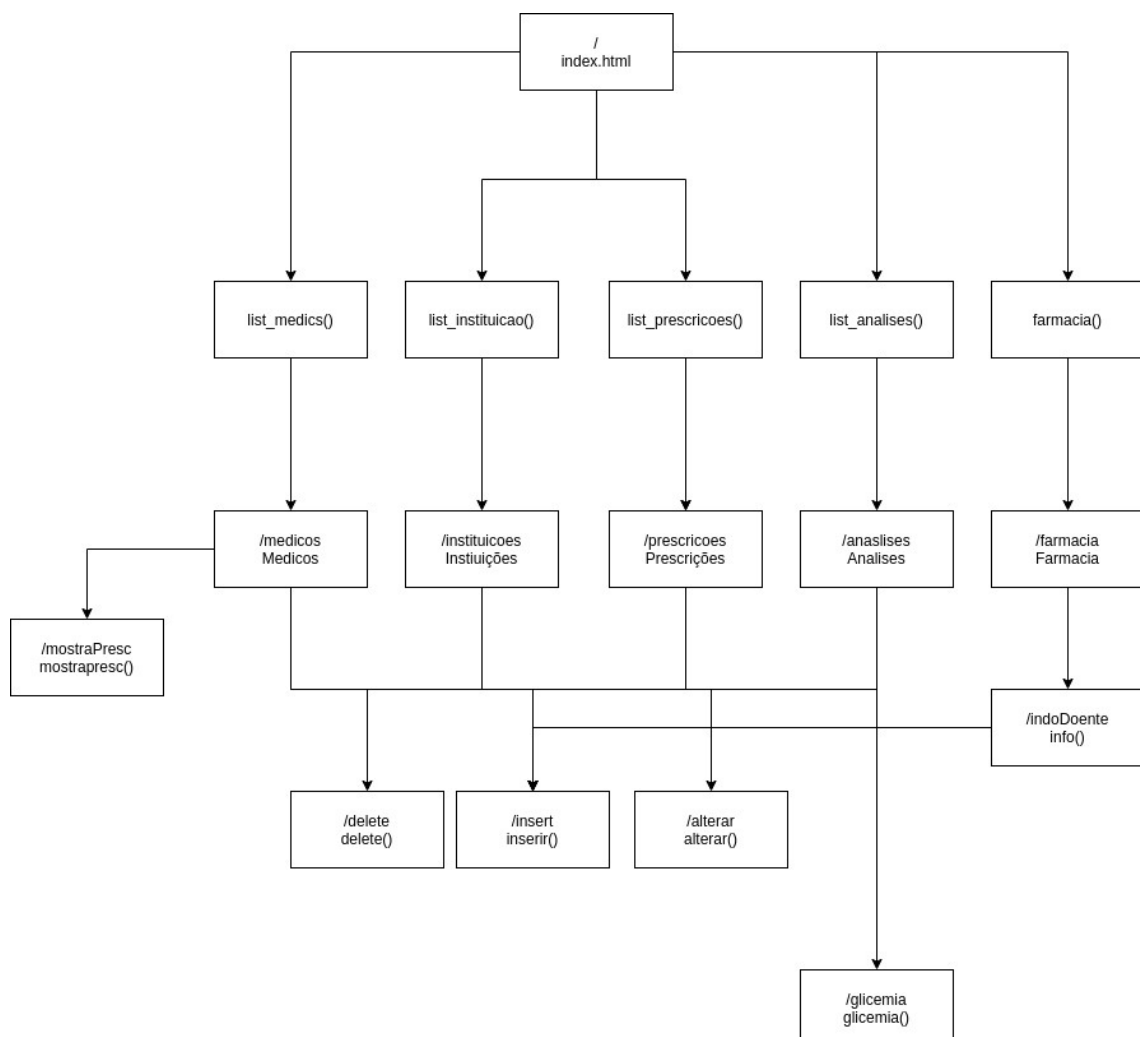 /
index.html
list_medics()
list_instituicao()
list_prescricoes()
list_analises()
farmacia()
/medicos
Medicos
/instituicoes
Instiuições
/prescricoes
Prescrições
/anaslises
Analises
/farmacia
Farmacia
/mostraPresc
mostrapresc()
/indoDoente
info()
/delete
delete()
/insert
inserir()
/alterar
alterar()
/glicemia
glicemia()